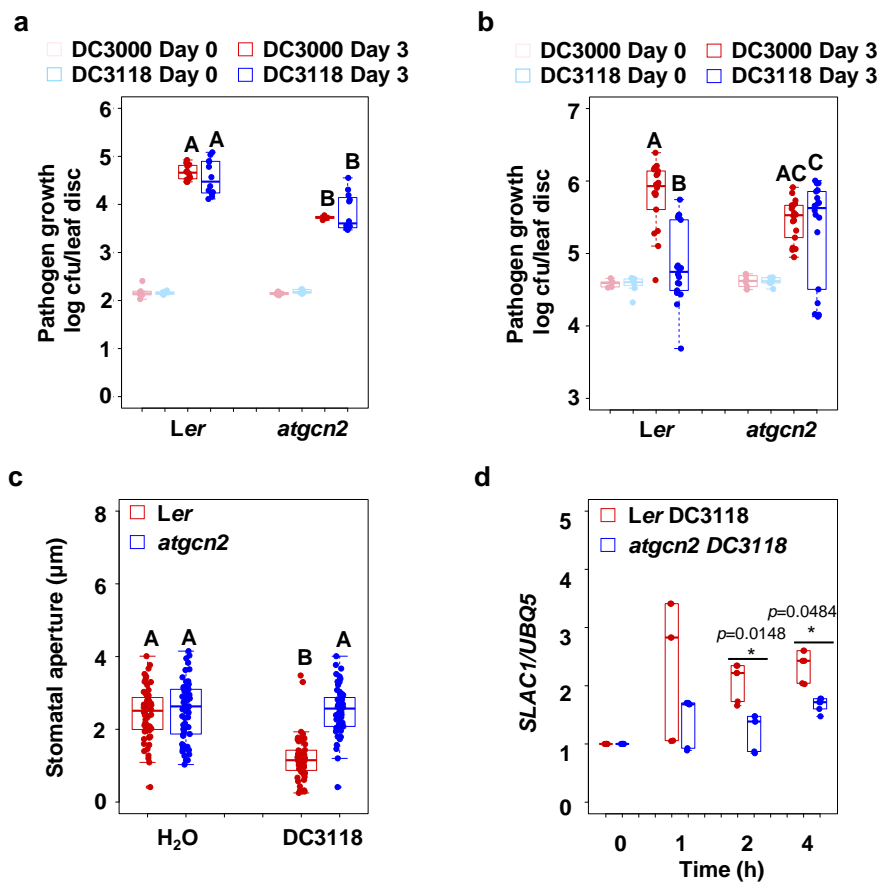 a
DC3000 Day 0 DC3000 Day 3
DC3118 Day 0 DC3118 Day 3
Pathogen growth
log cfu/leaf disc
6
5
4
3
2
1
0
A A
B B
Ler atgcn2
b
DC3000 Day 0 DC3000 Day 3
DC3118 Day 0 DC3118 Day 3
Pathogen growth
log cfu/leaf disc
7
6
5
4
3
A B AC C
Ler atgcn2
c
Ler
atgcn2
Stomatal aperture (μm)
8
6
4
2
0
A A B A
H₂O DC3118
d
Ler DC3118
atgcn2 DC3118
SLAC1/UBQ5
5
4
3
2
1
0
p=0.0148
*
p=0.0484
*
0 1 2 4
Time (h)